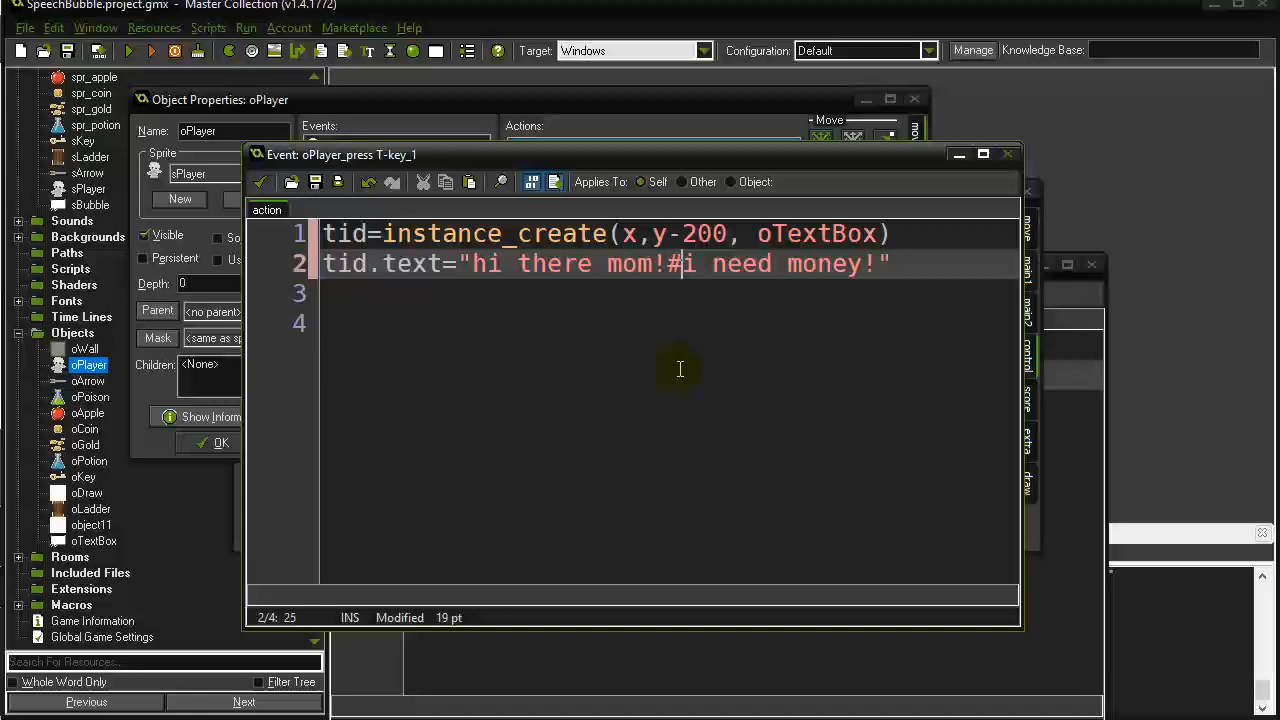 SpeechBubble.project.gmx - Master Collection (v1.4.1772)
File Edit Window Resources Scripts Run Account Marketplace Help
Target: Windows Configuration: Default Manage Knowledge Base:
spr_apple
spr_coin
spr_gold
spr_potion
sKey
sLadder
sArrow
sPlayer
sBubble
Sounds
Backgrounds
Paths
Scripts
Shaders
Fonts
Time Lines
Objects
oWall
oPlayer
oArrow
oPoison
oApple
oCoin
oGold
oPotion
oKey
oDraw
oLadder
object11
oTextBox
Rooms
Included Files
Extensions
Macros
Game Information
Global Game Settings
Search For Resources..
Whole Word Only Filter Tree
Previous Next
Object Properties: oPlayer
Name: oPlayer
Sprite
sPlayer
New
Visible So
Persistent
Depth: 0
Parent <no parent>
Mask <same as sp
Children: <None>
Show Inform
OK
Events:
Actions:
Move
Event: oPlayer_press T-key_1
Applies To: Self Other Object:
action
1 tid=instance_create(x,y-200, oTextBox)
2 tid.text="hi there mom!#i need money!"
3
4
2/4: 25 INS Modified 19 pt
move
main1
main2
control
score
extra
draw